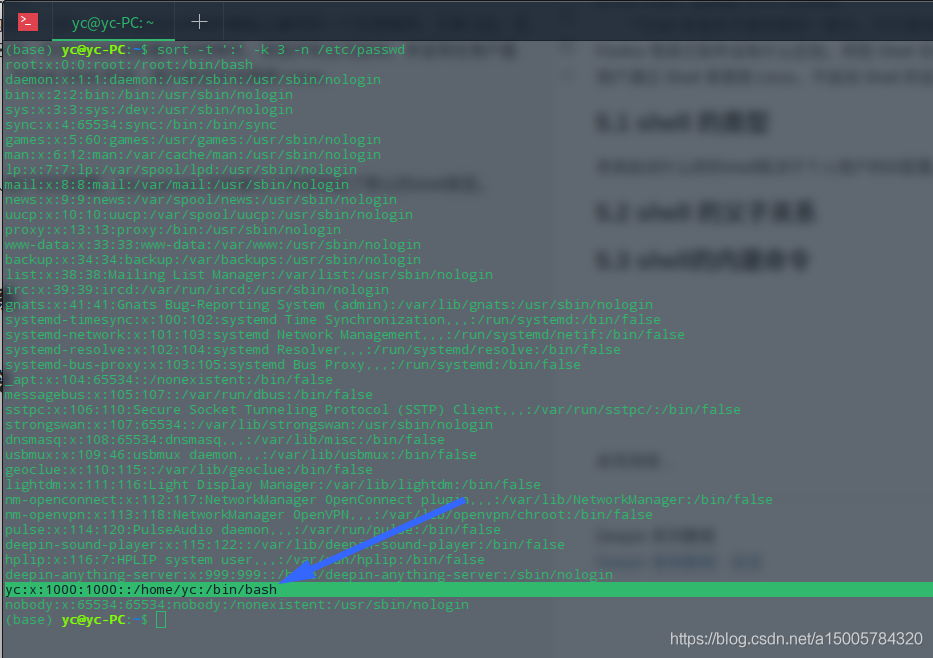 yc@yc-PC: ~
(base) yc@yc-PC:~$ sort -t ':' -k 3 -n /etc/passwd
root:x:0:0:root:/root:/bin/bash
daemon:x:1:1:daemon:/usr/sbin:/usr/sbin/nologin
bin:x:2:2:bin:/bin:/usr/sbin/nologin
sys:x:3:3:sys:/dev:/usr/sbin/nologin
sync:x:4:65534:sync:/bin:/bin/sync
games:x:5:60:games:/usr/games:/usr/sbin/nologin
man:x:6:12:man:/var/cache/man:/usr/sbin/nologin
lp:x:7:7:lp:/var/spool/lpd:/usr/sbin/nologin
mail:x:8:8:mail:/var/mail:/usr/sbin/nologin
news:x:9:9:news:/var/spool/news:/usr/sbin/nologin
uucp:x:10:10:uucp:/var/spool/uucp:/usr/sbin/nologin
proxy:x:13:13:proxy:/bin:/usr/sbin/nologin
www-data:x:33:33:www-data:/var/www:/usr/sbin/nologin
backup:x:34:34:backup:/var/backups:/usr/sbin/nologin
list:x:38:38:Mailing List Manager:/var/list:/usr/sbin/nologin
irc:x:39:39:ircd:/var/run/ircd:/usr/sbin/nologin
gnats:x:41:41:Gnats Bug-Reporting System (admin):/var/lib/gnats:/usr/sbin/nologin
systemd-timesync:x:100:102:systemd Time Synchronization,,,:/run/systemd:/bin/false
systemd-network:x:101:103:systemd Network Management,,,:/run/systemd/netif:/bin/false
systemd-resolve:x:102:104:systemd Resolver,,,:/run/systemd/resolve:/bin/false
systemd-bus-proxy:x:103:105:systemd Bus Proxy,,,:/run/systemd:/bin/false
_apt:x:104:65534::/nonexistent:/bin/false
messagebus:x:105:107::/var/run/dbus:/bin/false
sstpc:x:106:110:Secure Socket Tunneling Protocol (SSTP) Client,,,:/var/run/sstpc/:/bin/false
strongswan:x:107:65534::/var/lib/strongswan:/usr/sbin/nologin
dnsmasq:x:108:65534:dnsmasq,,,:/var/lib/misc:/bin/false
usbmux:x:109:46:usbmux daemon,,,:/var/lib/usbmux:/bin/false
geoclue:x:110:115::/var/lib/geoclue:/bin/false
lightdm:x:111:116:Light Display Manager:/var/lib/lightdm:/bin/false
nm-openconnect:x:112:117:NetworkManager OpenConnect plugin,,,:/var/lib/NetworkManager:/bin/false
nm-openvpn:x:113:118:NetworkManager OpenVPN,,,:/var/lib/openvpn/chroot:/bin/false
pulse:x:114:120:PulseAudio daemon,,,:/var/run/pulse:/bin/false
deepin-sound-player:x:115:122::/var/lib/deepin-sound-player:/bin/false
hplip:x:116:7:HPLIP system user,,,:/var/run/hplip:/bin/false
deepin-anything-server:x:999:999::/home/deepin-anything-server:/sbin/nologin
yc:x:1000:1000::/home/yc:/bin/bash
nobody:x:65534:65534:nobody:/nonexistent:/usr/sbin/nologin
(base) yc@yc-PC:~$
https://blog.csdn.net/a15005784320